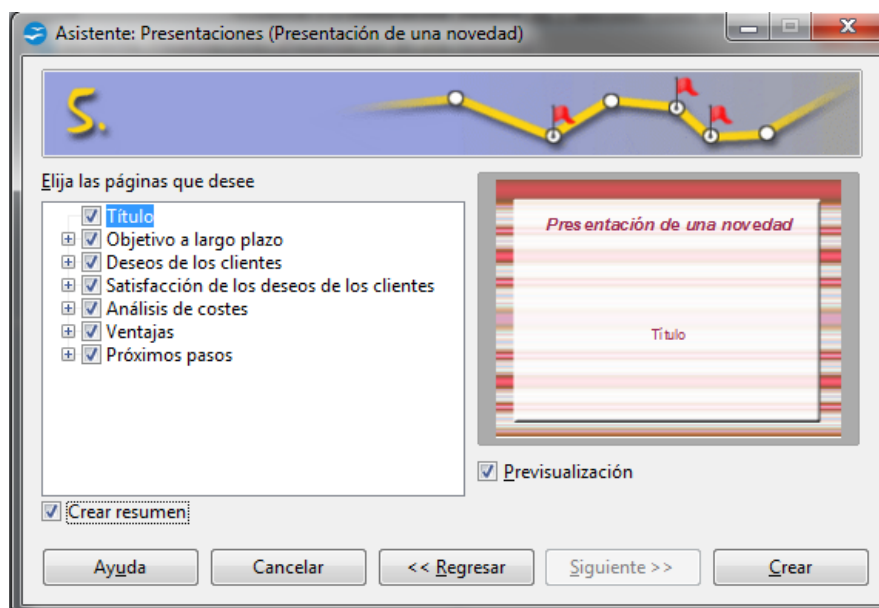 Asistente: Presentaciones (Presentación de una novedad)
5.
Elija las páginas que desee
Título
Objetivo a largo plazo
Deseos de los clientes
Satisfacción de los deseos de los clientes
Análisis de costes
Ventajas
Próximos pasos
Presentación de una novedad
Título
Previsualización
Crear resumen
Ayuda
Cancelar
<< Regresar
Siguiente >>
Crear